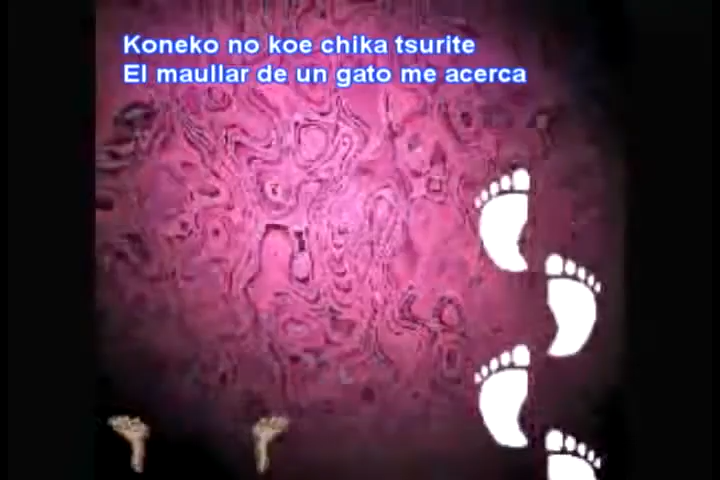 Koneko no koe chika tsurite
El maullar de un gato me acerca